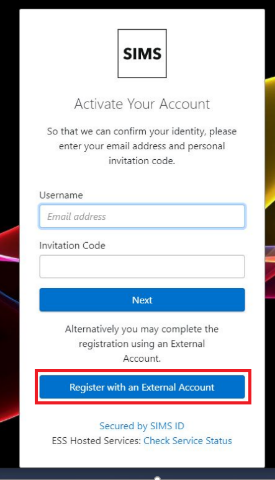 SIMS
Activate Your Account
So that we can confirm your identity, please
enter your email address and personal
invitation code.
Username
Email address
Invitation Code
Next
Alternatively you may complete the
registration using an External
Account.
Register with an External Account
Secured by SIMS ID
ESS Hosted Services: Check Service Status